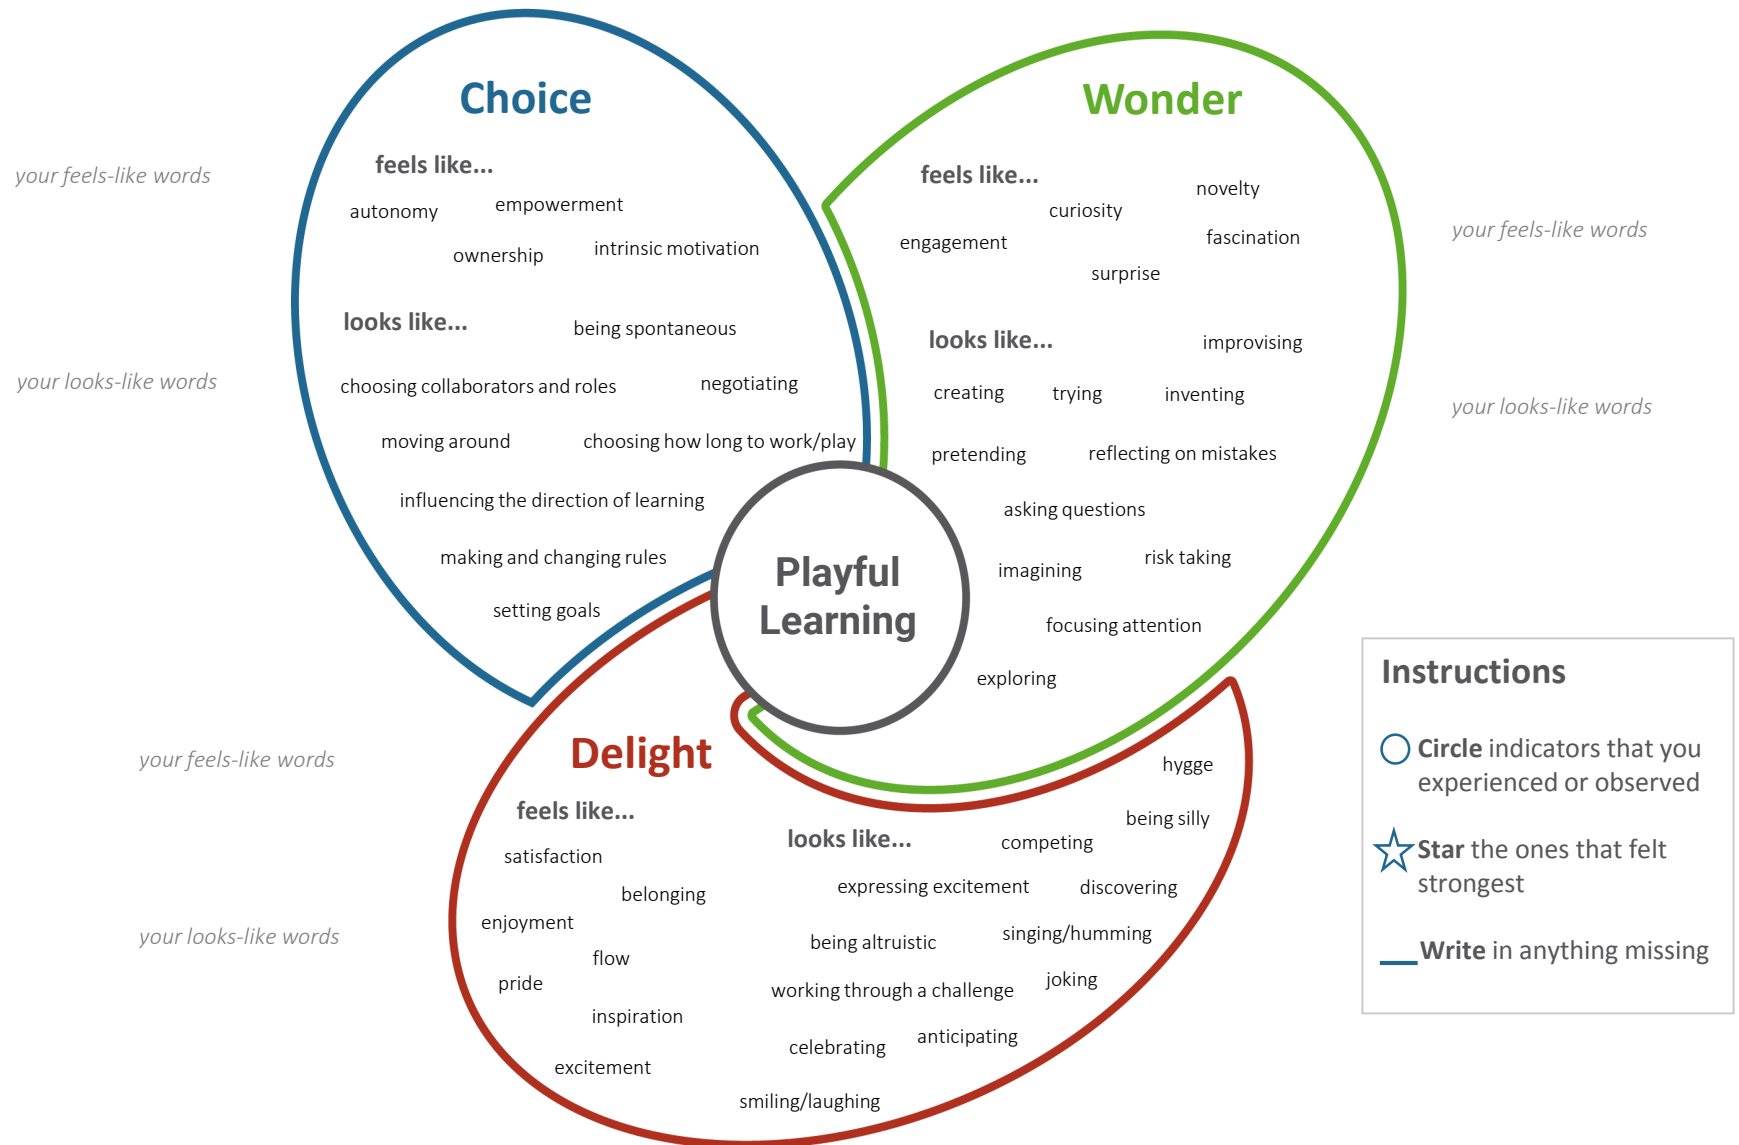 Choice
your feels-like words
feels like...
autonomy
empowerment
ownership
intrinsic motivation
your looks-like words
looks like...
being spontaneous
choosing collaborators and roles
negotiating
moving around
choosing how long to work/play
influencing the direction of learning
making and changing rules
setting goals
Wonder
feels like...
novelty
curiosity
engagement
fascination
surprise
your feels-like words
looks like...
improvising
creating
trying
inventing
your looks-like words
pretending
reflecting on mistakes
asking questions
imagining
risk taking
focusing attention
exploring
Playful
Learning
Delight
your feels-like words
feels like...
satisfaction
belonging
enjoyment
flow
pride
inspiration
excitement
your looks-like words
looks like...
hygge
being silly
competing
expressing excitement
discovering
being altruistic
singing/humming
working through a challenge
joking
celebrating
anticipating
smiling/laughing
Instructions
Circle indicators that you
experienced or observed
Star the ones that felt
strongest
Write in anything missing